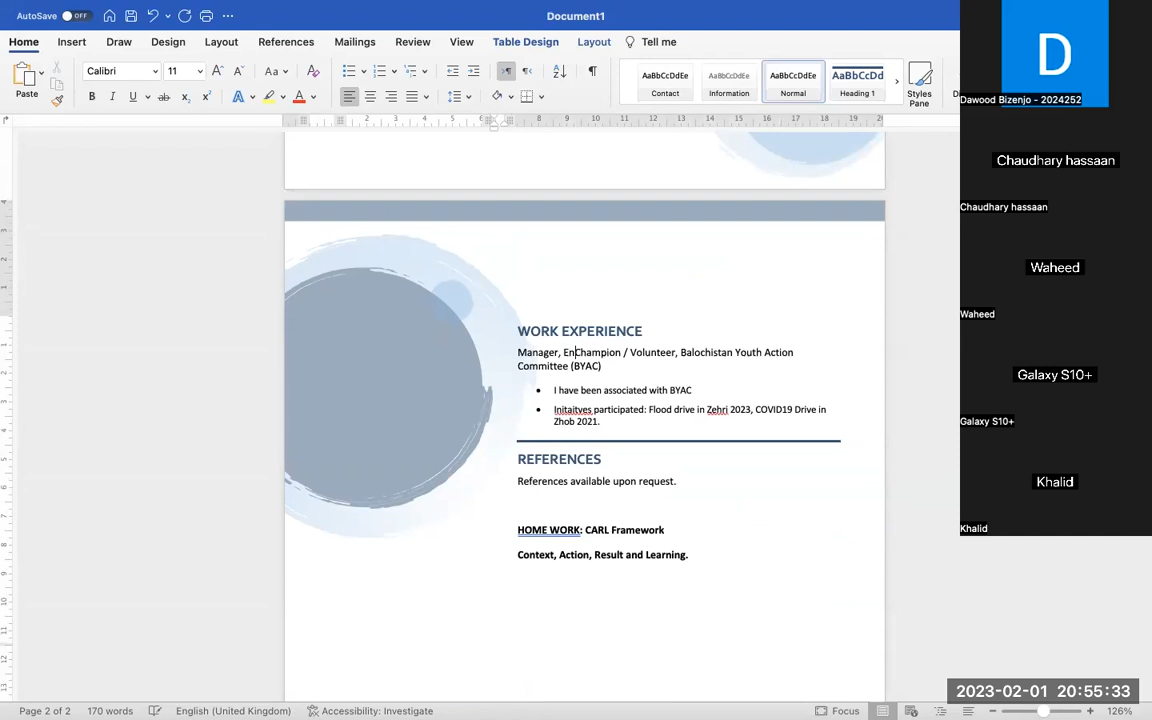 AutoSave OFF
Document1
Home Insert Draw Design Layout References Mailings Review View Table Design Layout Tell me
Paste
Calibri 11
AaBbCcDdEe Contact
AaBbCcDdEe Information
AaBbCcDdEe Normal
AaBbCcDd Heading 1
Styles Pane
WORK EXPERIENCE
Manager, EnChampion / Volunteer, Balochistan Youth Action
Committee (BYAC)
• I have been associated with BYAC
• Initaitves participated: Flood drive in Zehri 2023, COVID19 Drive in
Zhob 2021.
REFERENCES
References available upon request.
HOME WORK: CARL Framework
Context, Action, Result and Learning.
D
Dawood Bizenjo - 2024252
Chaudhary hassaan
Chaudhary hassaan
Waheed
Waheed
Galaxy S10+
Galaxy S10+
Khalid
Khalid
2023-02-01 20:55:33
Page 2 of 2 170 words English (United Kingdom) Accessibility: Investigate Focus 126%